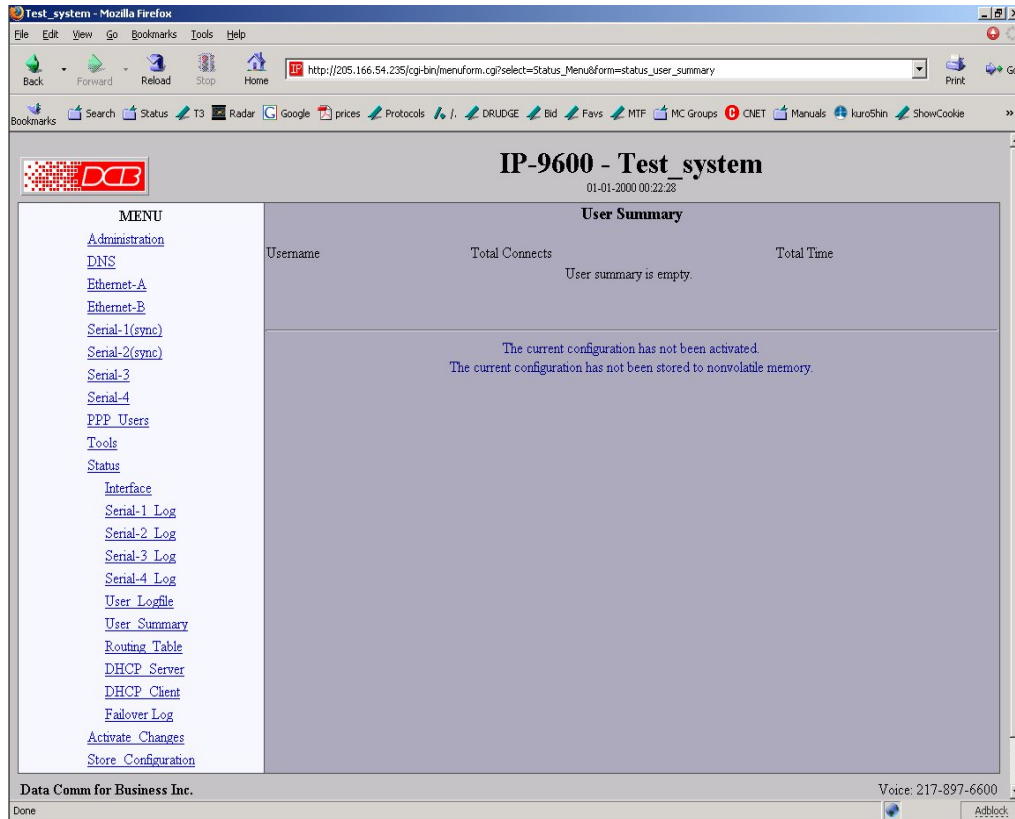 Test_system - Mozilla Firefox
File Edit View Go Bookmarks Tools Help
Back Forward Reload Stop Home http://205.166.54.235/cgi-bin/menuform.cgi?select=Status_Menu&form=status_user_summary Print
Bookmarks Search Status T3 Radar Google prices Protocols /. DRUDGE Bid Favs MTF MC Groups CNET Manuals kuro5hin ShowCookie »
DCB
IP-9600 - Test_system
01-01-2000 00:22:28
MENU
Administration
DNS
Ethernet-A
Ethernet-B
Serial-1(sync)
Serial-2(sync)
Serial-3
Serial-4
PPP Users
Tools
Status
Interface
Serial-1 Log
Serial-2 Log
Serial-3 Log
Serial-4 Log
User Logfile
User Summary
Routing Table
DHCP Server
DHCP Client
Failover Log
Activate Changes
Store Configuration
User Summary
Username Total Connects Total Time
User summary is empty.
The current configuration has not been activated.
The current configuration has not been stored to nonvolatile memory.
Data Comm for Business Inc. Voice: 217-897-6600
Done Adblock